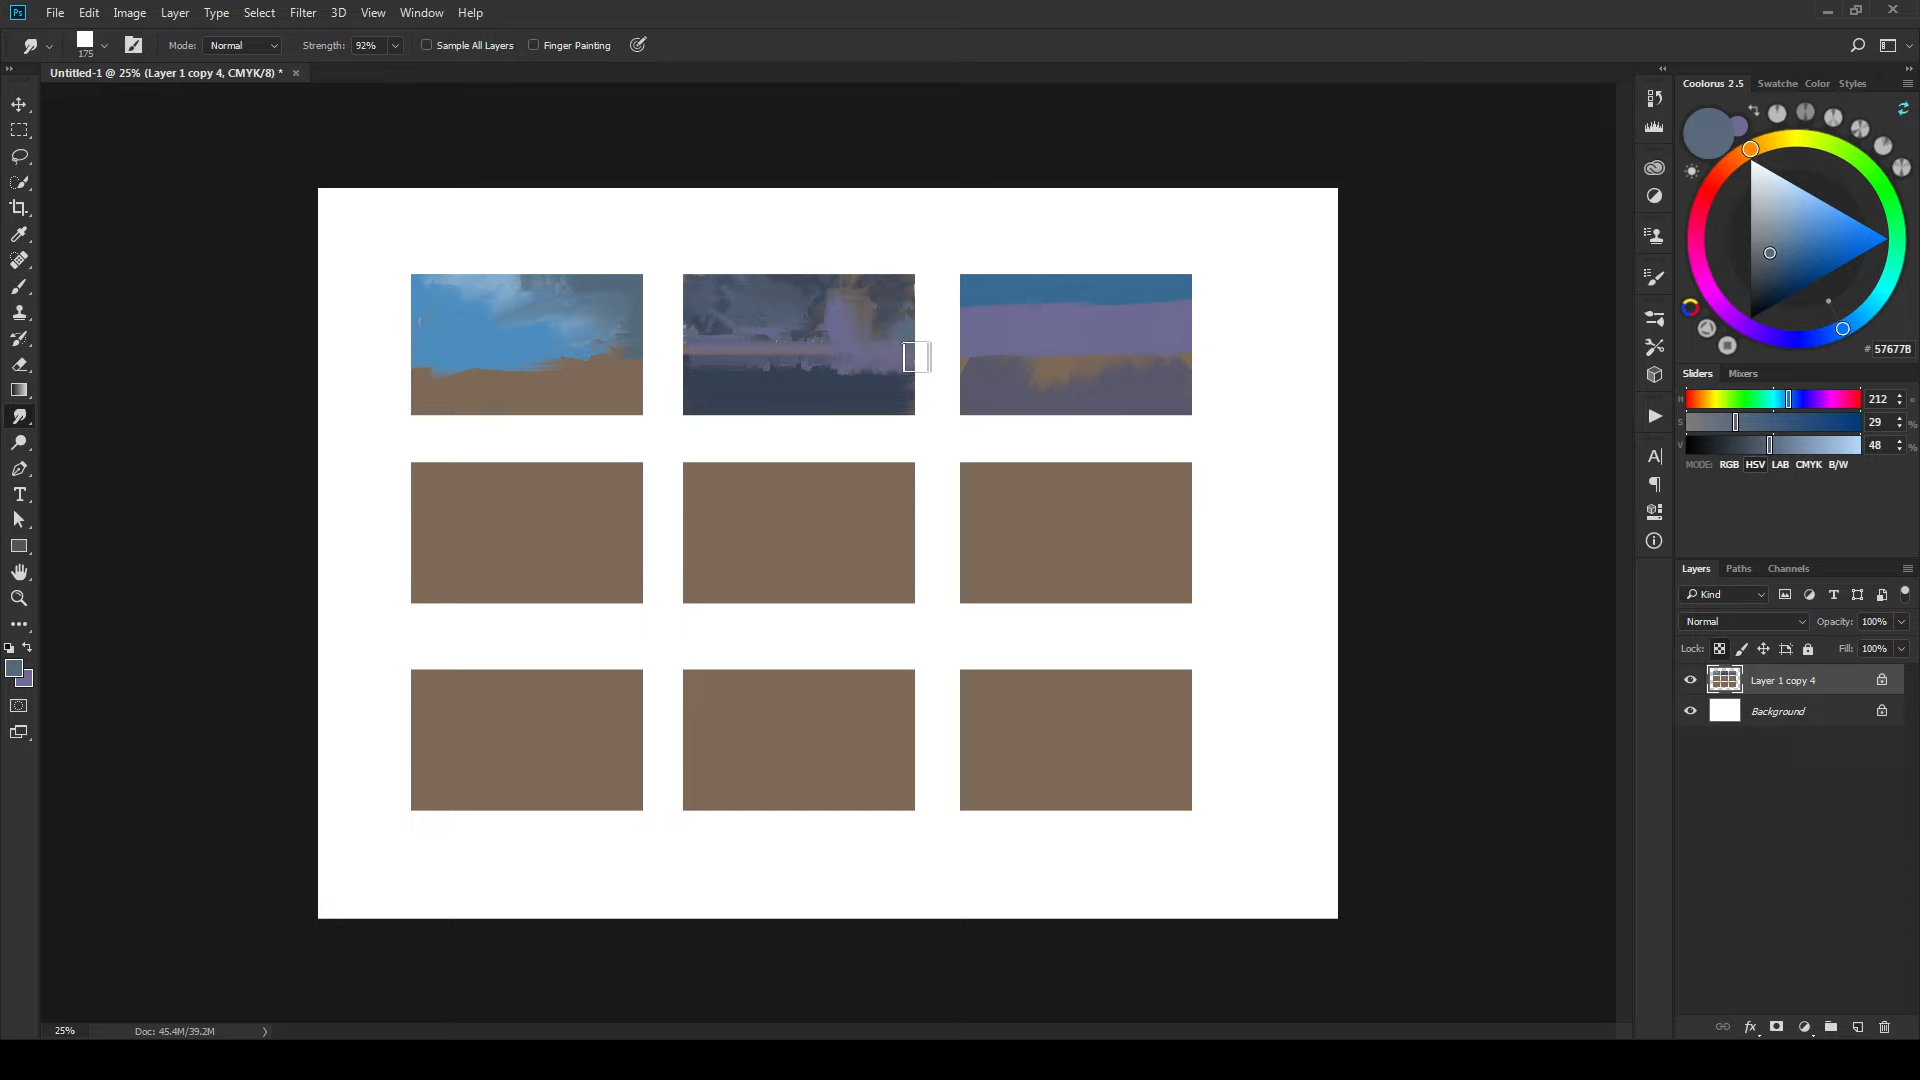 Ps File Edit Image Layer Type Select Filter 3D View Window Help
175 Mode: Normal Strength: 92% Sample All Layers Finger Painting
Untitled-1 @ 25% (Layer 1 copy 4, CMYK/8) *
Coolorus 2.5 Swatche Color Styles
# 57677B
Sliders Mixers
H 212 °
S 29 %
V 48 %
MODE: RGB HSV LAB CMYK B/W
Layers Paths Channels
Kind
Normal Opacity: 100%
Lock: Fill: 100%
Layer 1 copy 4
Background
fx
25% Doc: 45.4M/39.2M